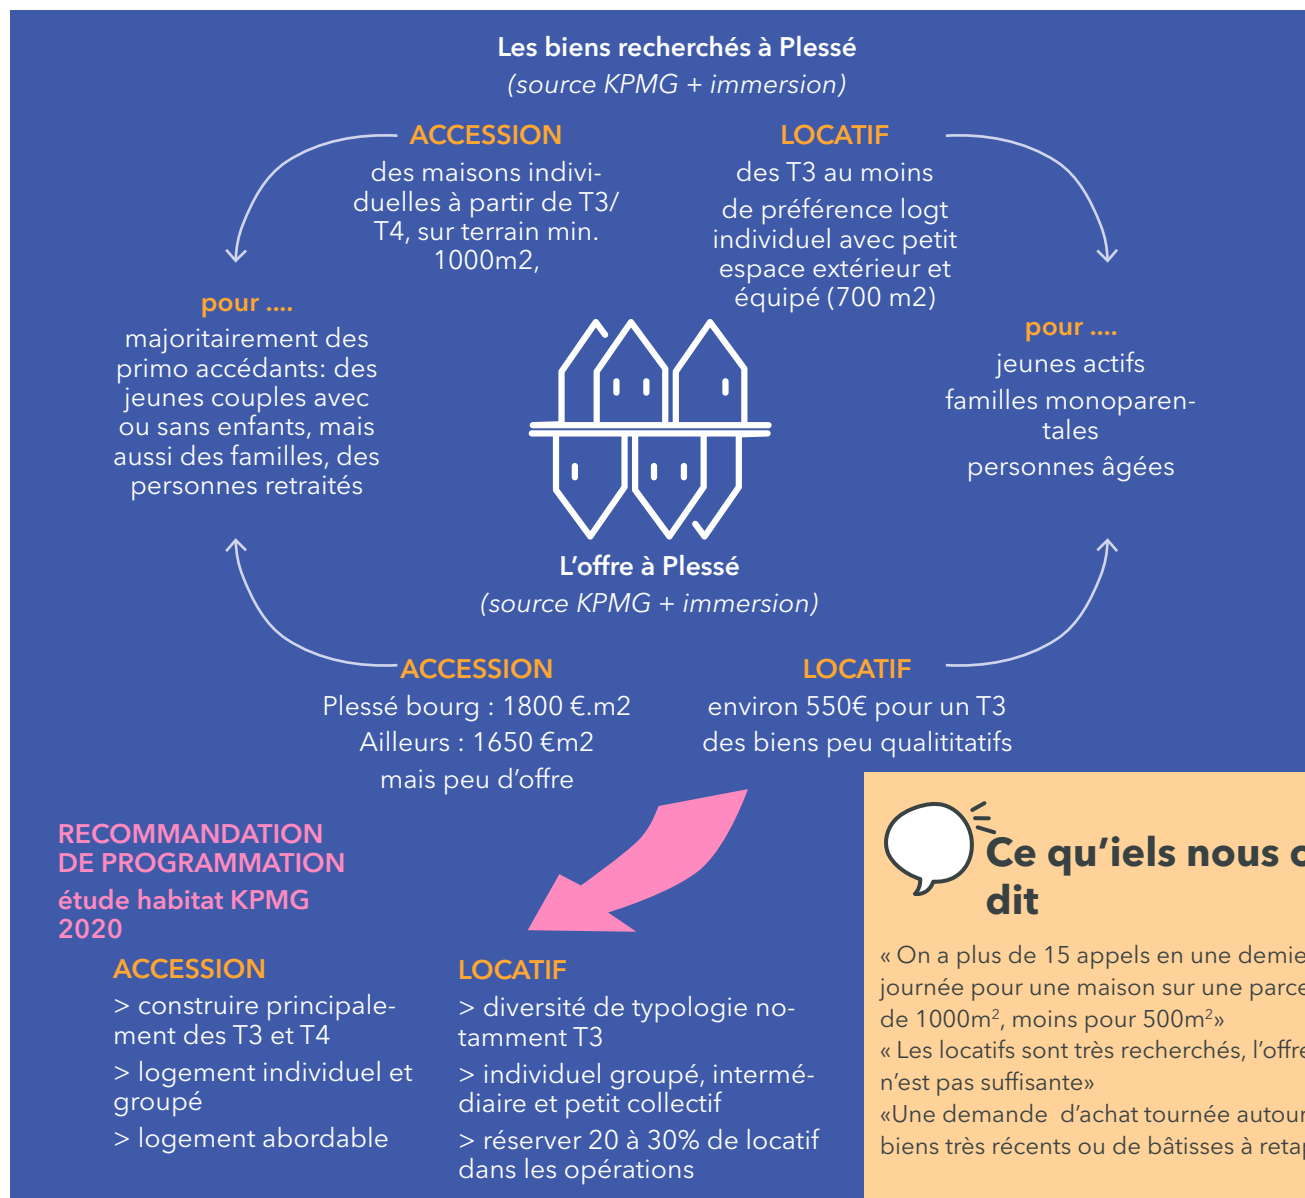 Les biens recherchés à Plessé
(source KPMG + immersion)
ACCESSION
des maisons indivi-
duelles à partir de T3/
T4, sur terrain min.
1000m2,
pour ....
majoritairement des
primo accédants: des
jeunes couples avec
ou sans enfants, mais
aussi des familles, des
personnes retraités
LOCATIF
des T3 au moins
de préférence logt
individuel avec petit
espace extérieur et
équipé (700 m2)
pour ....
jeunes actifs
familles monoparen-
tales
personnes âgées
L'offre à Plessé
(source KPMG + immersion)
ACCESSION
Plessé bourg : 1800 €.m2
Ailleurs : 1650 €m2
mais peu d'offre
LOCATIF
environ 550€ pour un T3
des biens peu qualititatifs
RECOMMANDATION
DE PROGRAMMATION
étude habitat KPMG
2020
ACCESSION
> construire principale-
ment des T3 et T4
> logement individuel et
groupé
> logement abordable
LOCATIF
> diversité de typologie no-
tamment T3
> individuel groupé, intermé-
diaire et petit collectif
> réserver 20 à 30% de locatif
dans les opérations
Ce qu'iels nous
dit
« On a plus de 15 appels en une demie
journée pour une maison sur une parce
de 1000m², moins pour 500m²»
« Les locatifs sont très recherchés, l'offre
n'est pas suffisante»
«Une demande d'achat tournée autour
biens très récents ou de bâtisses à retap